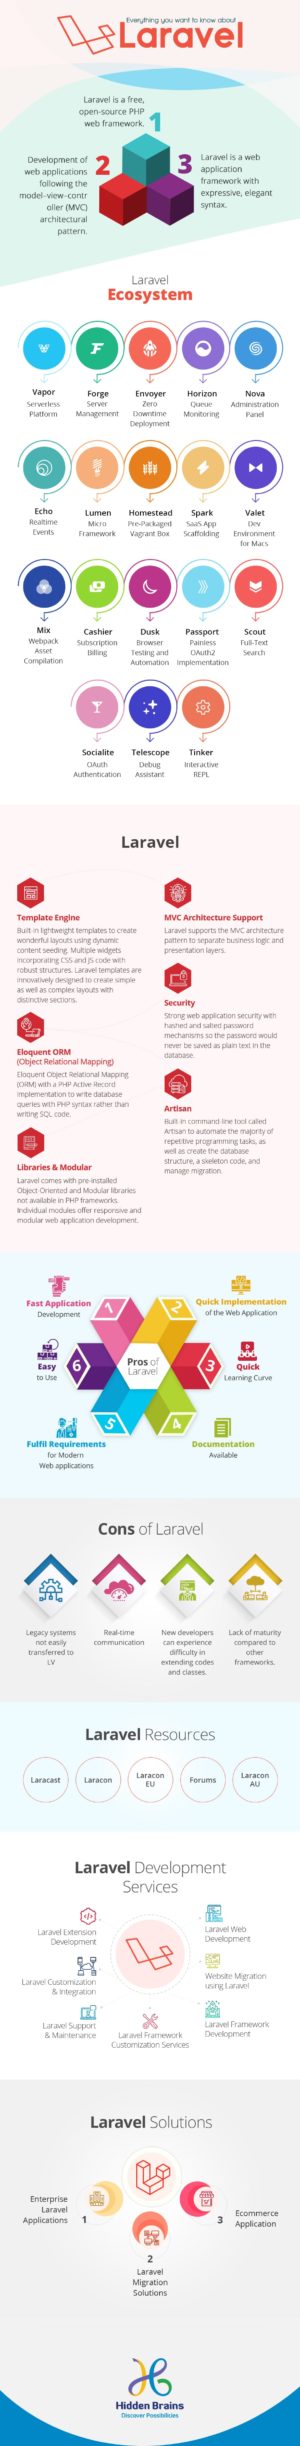 Everything you want to know about
Laravel
Laravel is a free,
open-source PHP
web framework.
1
Development of
web applications
following the
model–view–contr
oller (MVC)
architectural
pattern.
2
3
Laravel is a web
application
framework with
expressive, elegant
syntax.
Laravel
Ecosystem
Vapor
Serverless
Platform
Forge
Server
Management
Envoyer
Zero
Downtime
Deployment
Horizon
Queue
Monitoring
Nova
Administration
Panel
Echo
Realtime
Events
Lumen
Micro
Framework
Homestead
Pre-Packaged
Vagrant Box
Spark
SaaS App
Scaffolding
Valet
Dev
Environment
for Macs
Mix
Webpack
Asset
Compilation
Cashier
Subscription
Billing
Dusk
Browser
Testing and
Automation
Passport
Painless
OAuth2
Implementation
Scout
Full-Text
Search
Socialite
OAuth
Authentication
Telescope
Debug
Assistant
Tinker
Interactive
REPL
Laravel
Template Engine
Built-in lightweight templates to create
wonderful layouts using dynamic
content seeding. Multiple widgets
incorporating CSS and JS code with
robust structures. Laravel templates are
innovatively designed to create simple
as well as complex layouts with
distinctive sections.
MVC Architecture Support
Laravel supports the MVC architecture
pattern to separate business logic and
presentation layers.
Security
Strong web application security with
hashed and salted password
mechanisms so the password would
never be saved as plain text in the
database.
Eloquent ORM
(Object Relational Mapping)
Eloquent Object Relational Mapping
(ORM) with a PHP Active Record
implementation to write database
queries with PHP syntax rather than
writing SQL code.
Artisan
Built-in command-line tool called
Artisan to automate the majority of
repetitive programming tasks, as
well as create the database
structure, a skeleton code, and
manage migration.
Libraries & Modular
Laravel comes with pre-installed
Object-Oriented and Modular libraries
not available in PHP frameworks.
Individual modules offer responsive and
modular web application development.
Fast Application
Development
1
2
Quick Implementation
of the Web Application
Easy
to Use
6
Pros of
Laravel
3
Quick
Learning Curve
Fulfil Requirements
for Modern
Web applications
5
4
Documentation
Available
Cons of Laravel
Legacy systems
not easily
transferred to
LV
Real-time
communication
New developers
can experience
difficulty in
extending codes
and classes.
Lack of maturity
compared to
other
frameworks.
Laravel Resources
Laracast
Laracon
Laracon
EU
Forums
Laracon
AU
Laravel Development
Services
Laravel Extension
Development
Laravel Web
Development
Laravel Customization
& Integration
Website Migration
using Laravel
Laravel Support
& Maintenance
Laravel Framework
Customization Services
Laravel Framework
Development
Laravel Solutions
Enterprise
Laravel
Applications
1
2
Laravel
Migration
Solutions
3
Ecommerce
Application
Hidden Brains
Discover Possibilities